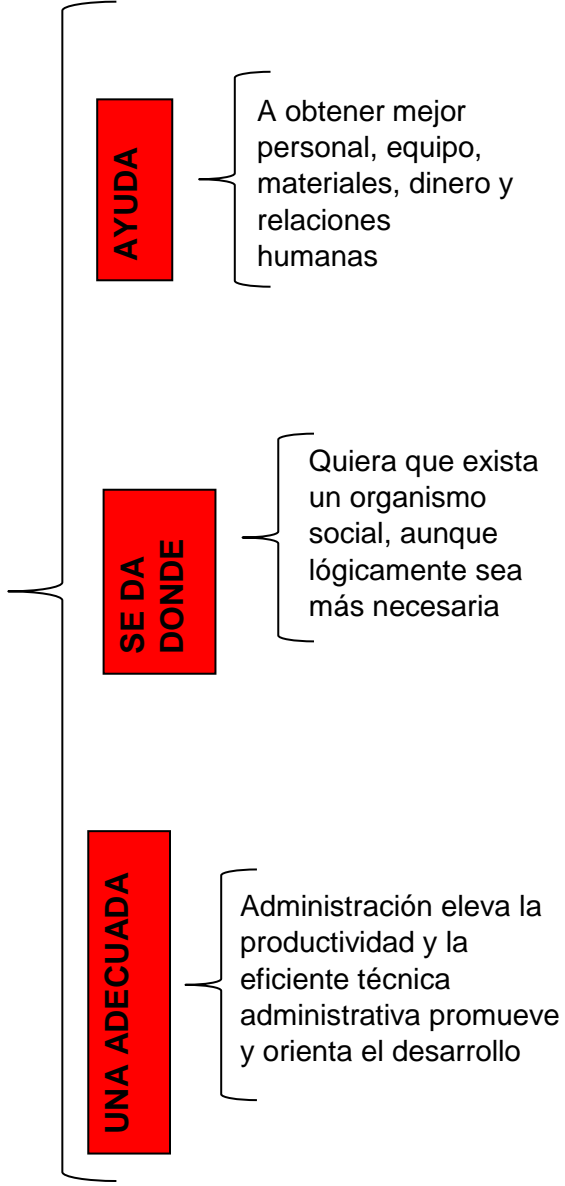 AYUDA
A obtener mejor
personal, equipo,
materiales, dinero y
relaciones
humanas
SE DA
DONDE
Quiera que exista
un organismo
social, aunque
lógicamente sea
más necesaria
UNA ADECUADA
Administración eleva la
productividad y la
eficiente técnica
administrativa promueve
y orienta el desarrollo